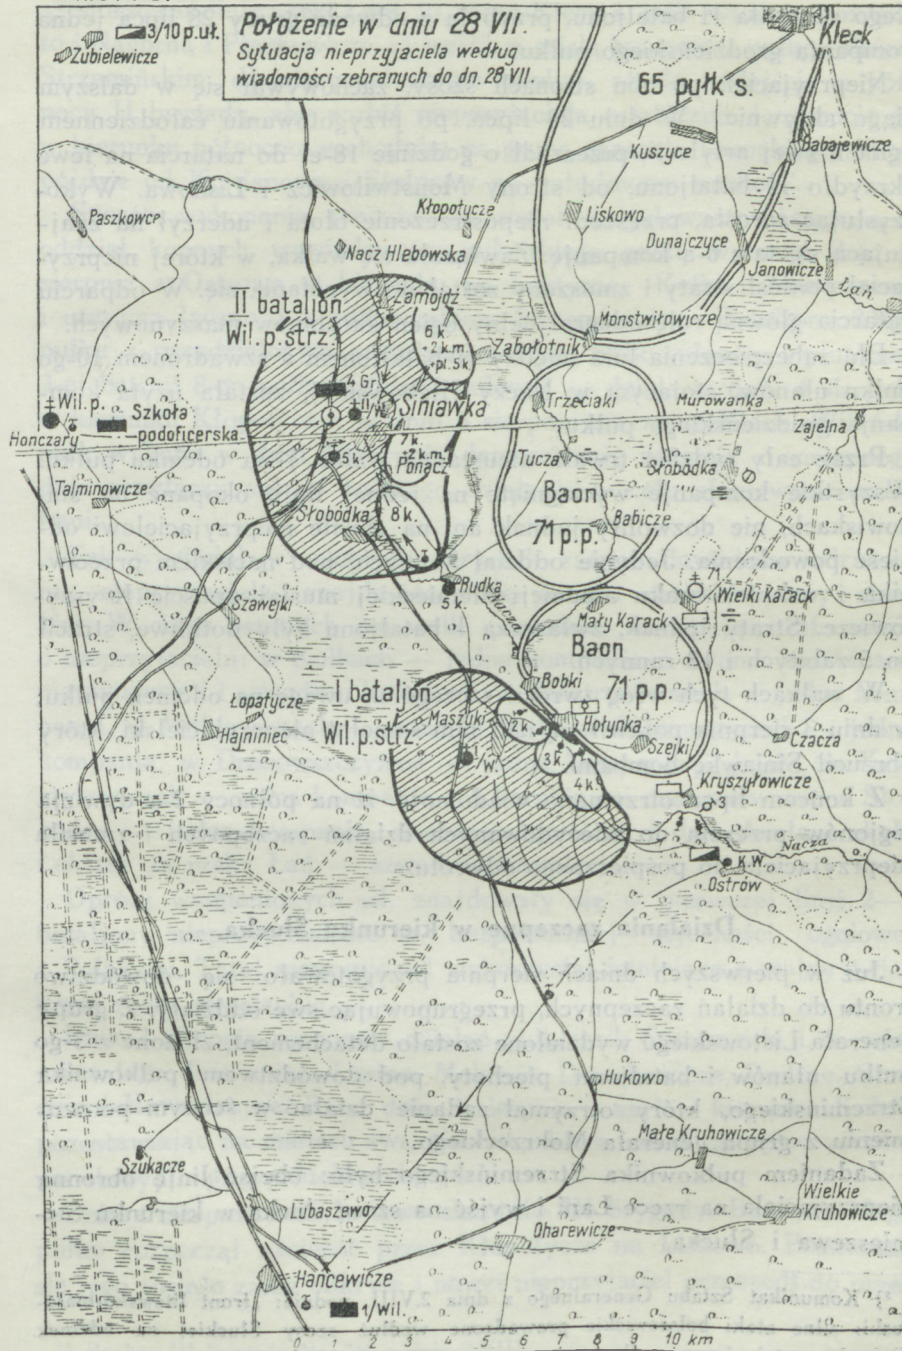 3/10 p.uł.
Zubielewicze
Położenie w dniu 28 VII.
Sytuacja nieprzyjaciela według
wiadomości zebranych do dn. 28 VII.
Kleck
65 pułk s.
Kuszyce
Babajewicze
Paszkowce
Kłopotycze
Liskowo
Dunajczyce
Nacz Hlebowska
Janowicze
Łań
II bataljon
Wil. p. strz.
Zamojdź
6 k.
+2 k.m.
+pl. 5 k.
Monstwiłowicze
Zabołotnik
4 Gr.
Trzeciaki
Murowanka
+Wil. p.
Szkoła
podoficerska
II/W.
Siniawka
Zajelna
Honczary
5 k.
7 k.
+2 k.m.
Ponacz
Tucza
Słobódka
Talminowicze
Baon
71 p.p.
Babicze
Słobódka
8 k.
Rudka
5 k.
71
Wielki Karack
Szawejki
Mały Karack
Baon
71 p.p.
Bobki
I bataljon
Wil. p. strz.
Łopatycze
Hajniniec
Maszuki
2 k.
Hotynka
Szejki
Czacza
I/W.
3 k.
4 k.
Kryszyłowicze
3
Nacza
K.W.
Ostrów
Hukowo
Małe Kruhowicze
Szukacze
Wielkie
Kruhowicze
Lubaszewo
Oharewicze
Hancewicze
1/Wil.
0 1 2 3 4 5 6 7 8 9 10 km